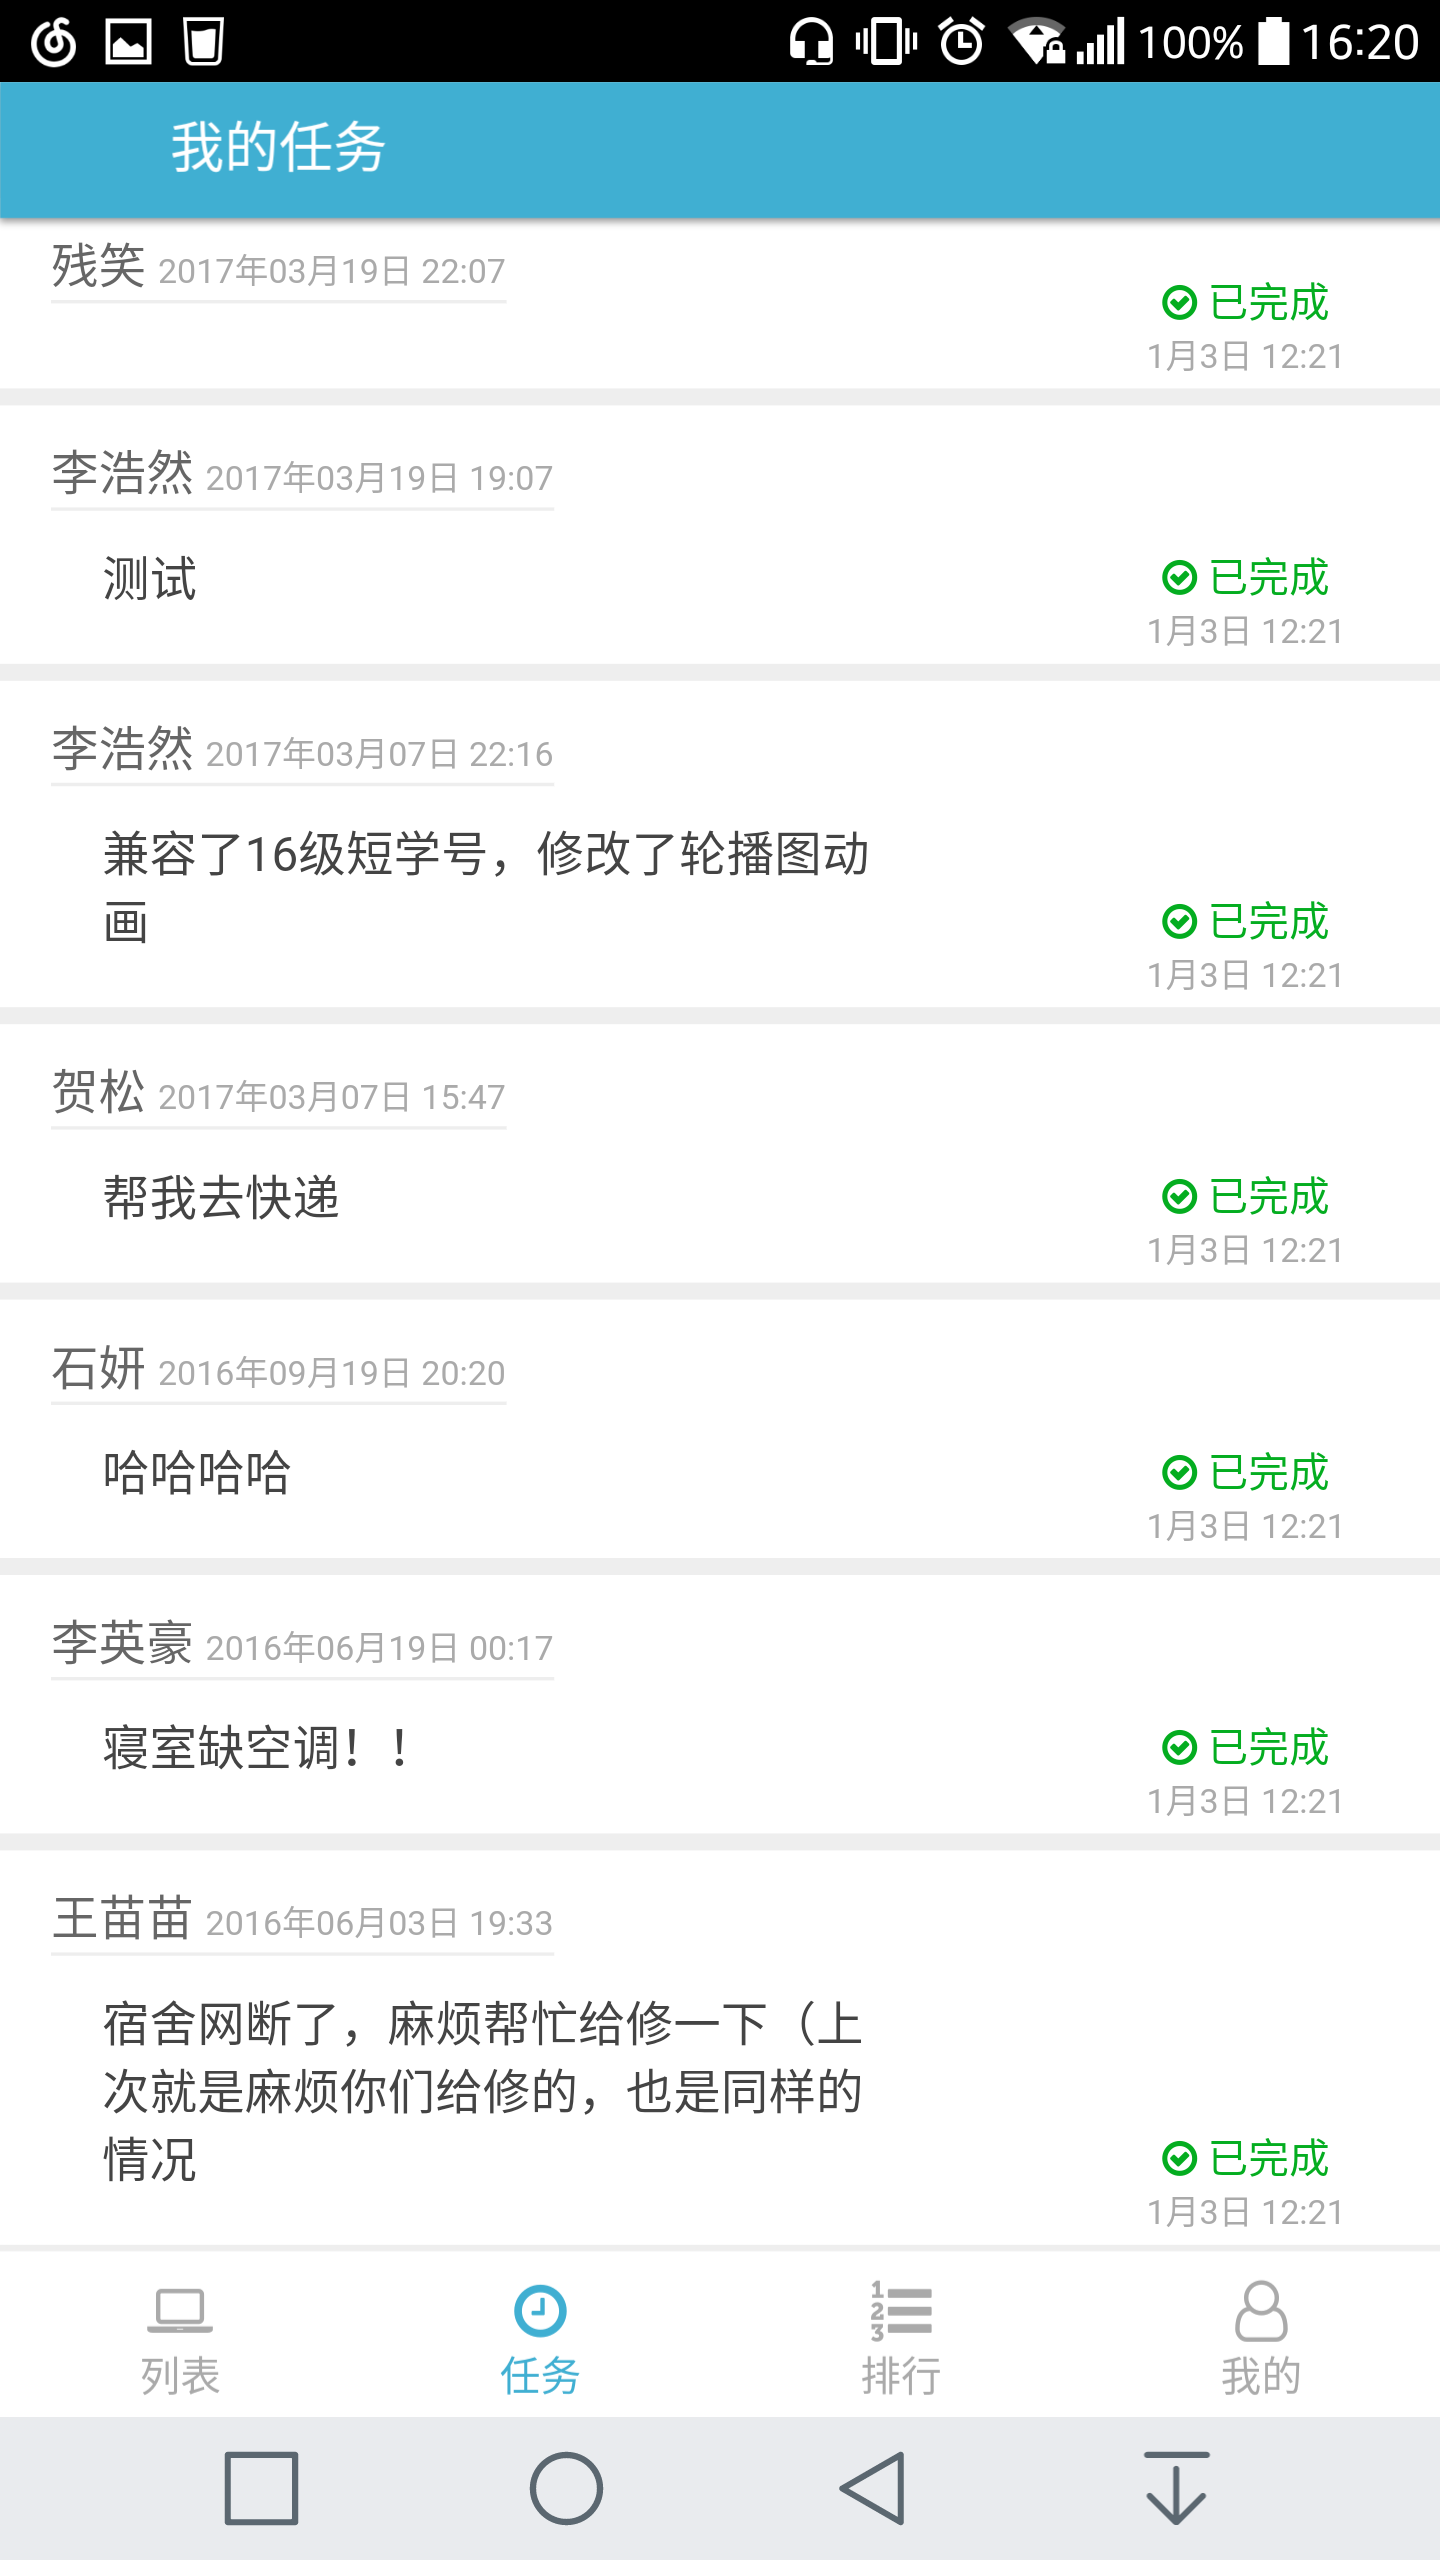 100% 16:20
我的任务
残笑 2017年03月19日 22:07
已完成
1月3日 12:21
李浩然 2017年03月19日 19:07
测试
已完成
1月3日 12:21
李浩然 2017年03月07日 22:16
兼容了16级短学号，修改了轮播图动
画
已完成
1月3日 12:21
贺松 2017年03月07日 15:47
帮我去快递
已完成
1月3日 12:21
石妍 2016年09月19日 20:20
哈哈哈哈
已完成
1月3日 12:21
李英豪 2016年06月19日 00:17
寝室缺空调！！
已完成
1月3日 12:21
王苗苗 2016年06月03日 19:33
宿舍网断了，麻烦帮忙给修一下（上
次就是麻烦你们给修的，也是同样的
情况
已完成
1月3日 12:21
列表 任务 排行 我的